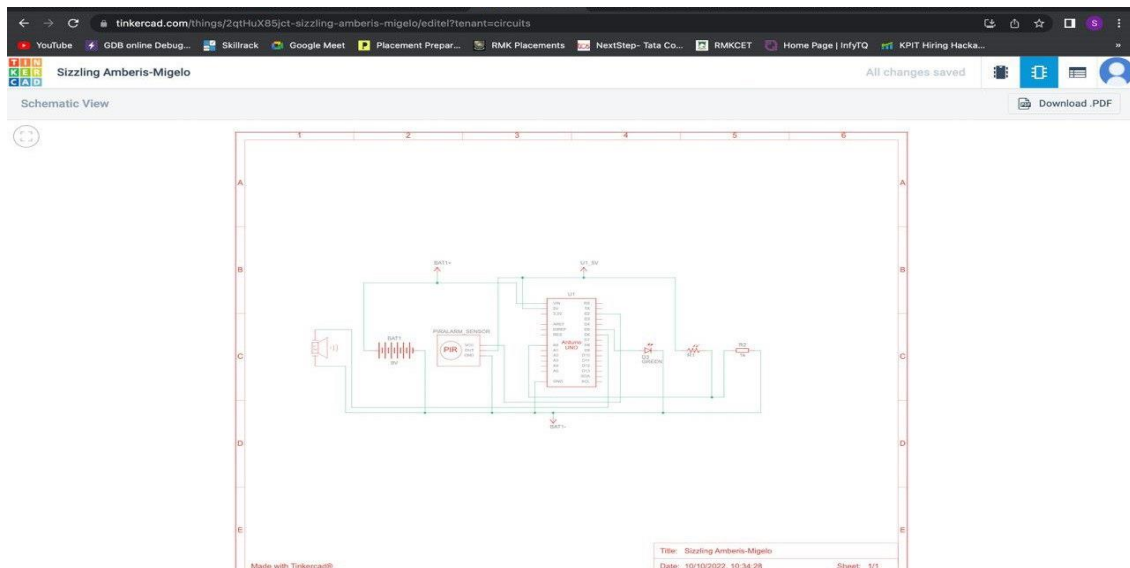 tinkercad.com/things/2qtHuX85jct-sizzling-amberis-migelo/editel?tenant=circuits
YouTube GDB online Debug... Skillrack Google Meet Placement Prepar... RMK Placements NextStep- Tata Co... RMKCET Home Page | InfyTQ KPIT Hiring Hacka... »
TIN
KER
CAD
Sizzling Amberis-Migelo All changes saved
Schematic View Download .PDF
1 2 3 4 5 6
A A
B B
BAT1+ U1_5V
U1
PIRALARM_SENSOR
BAT1
PIR
Arduino
UNO
R2
9V
GREEN
C C
BAT1-
D D
E E
Title: Sizzling Amberis-Migelo
Made with Tinkercad® Date: 10/10/2022, 10:34:28 Sheet: 1/1